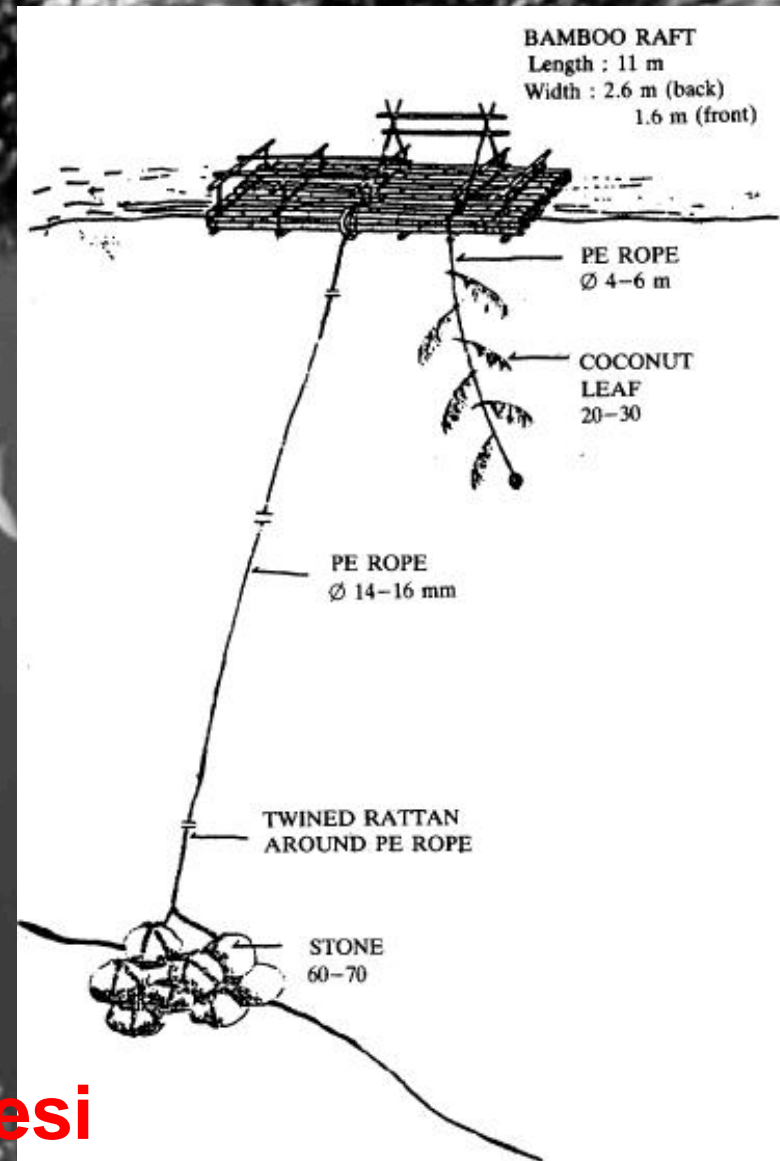 BAMBOO RAFT
Length : 11 m
Width : 2.6 m (back)
1.6 m (front)
PE ROPE
Ø 4–6 m
COCONUT
LEAF
20–30
PE ROPE
Ø 14–16 mm
TWINED RATTAN
AROUND PE ROPE
STONE
60–70
esi